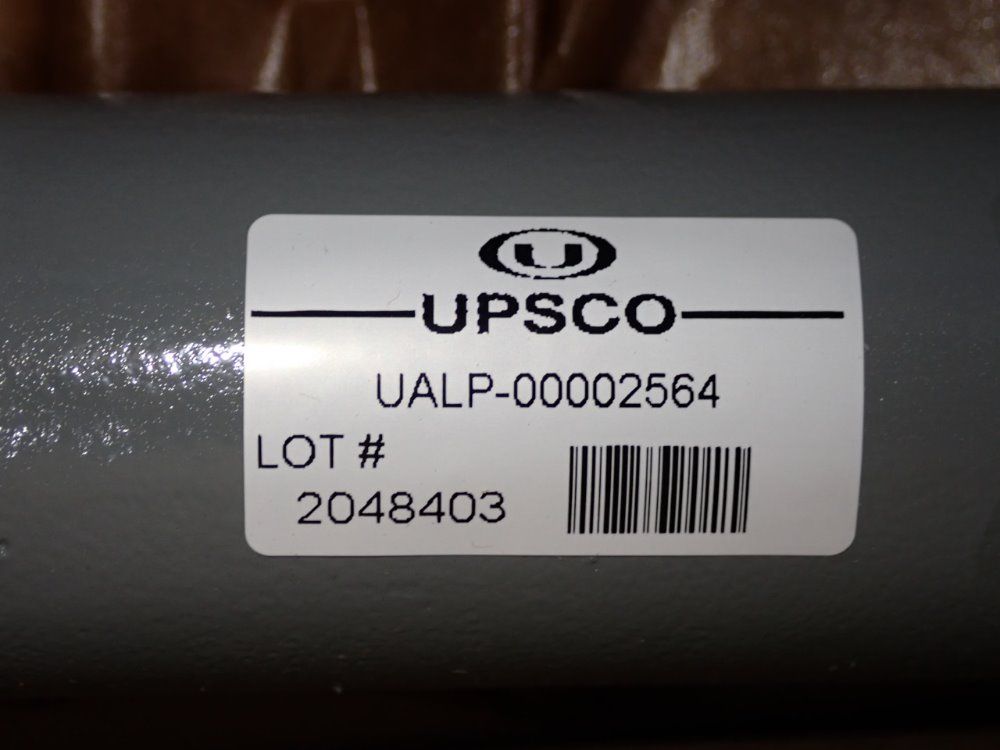 U
UPSCO
UALP-00002564
LOT #
2048403